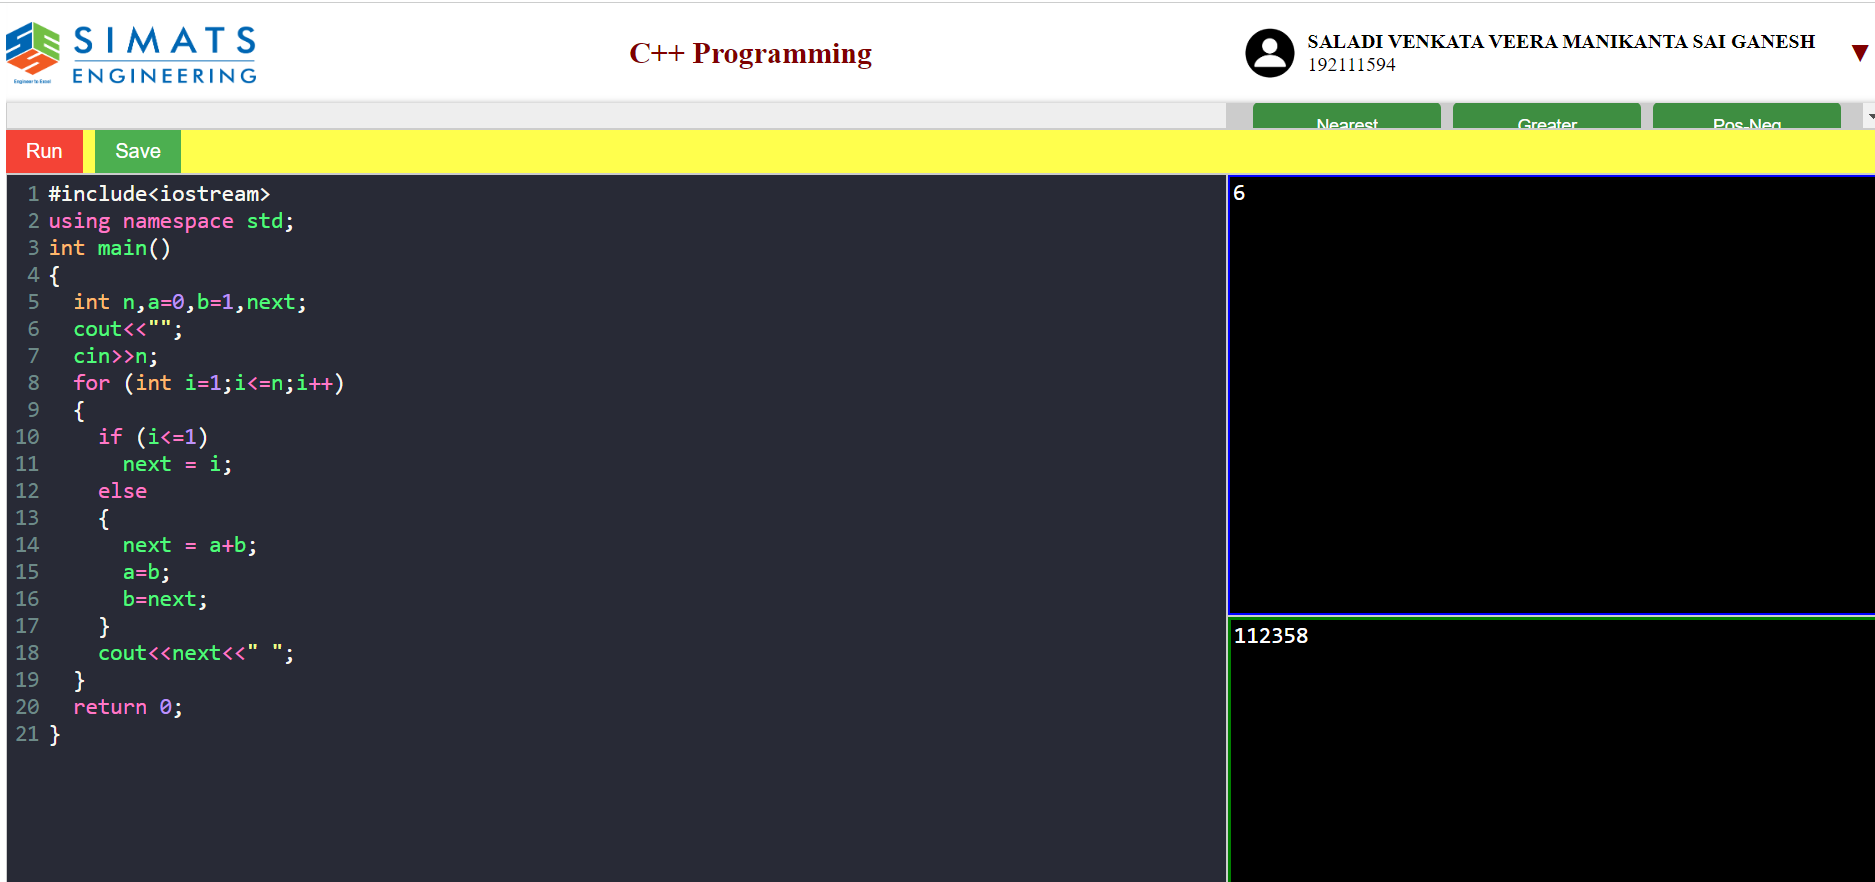 SIMATS
ENGINEERING
Engineer to Excel
C++ Programming
SALADI VENKATA VEERA MANIKANTA SAI GANESH
192111594
Nearest
Greater
Pos-Neg
Run
Save
1 #include<iostream>
2 using namespace std;
3 int main()
4 {
5   int n,a=0,b=1,next;
6   cout<<"";
7   cin>>n;
8   for (int i=1;i<=n;i++)
9   {
10     if (i<=1)
11       next = i;
12     else
13     {
14       next = a+b;
15       a=b;
16       b=next;
17     }
18     cout<<next<<" ";
19   }
20   return 0;
21 }
6
112358